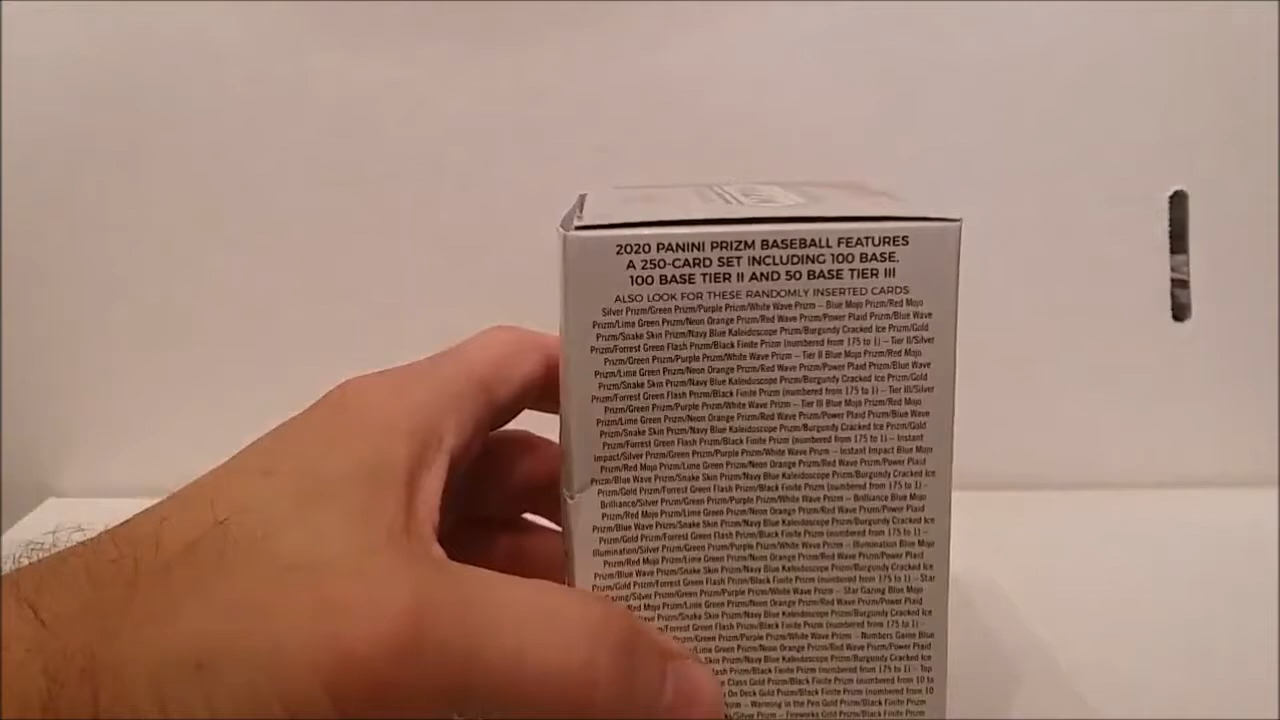 2020 PANINI PRIZM BASEBALL FEATURES
A 250-CARD SET INCLUDING 100 BASE,
100 BASE TIER II AND 50 BASE TIER III
ALSO LOOK FOR THESE RANDOMLY INSERTED CARDS:
Silver Prizm/Green Prizm/Purple Prizm/White Wave Prizm – Blue Mojo Prizm/Red Mojo
Prizm/Lime Green Prizm/Neon Orange Prizm/Red Wave Prizm/Power Plaid Prizm/Blue Wave
Prizm/Snake Skin Prizm/Navy Blue Kaleidoscope Prizm/Burgundy Cracked Ice Prizm/Gold
Prizm/Forrest Green Flash Prizm/Black Finite Prizm (numbered from 175 to 1) – Tier II/Silver
Prizm/Green Prizm/Purple Prizm/White Wave Prizm – Tier II Blue Mojo Prizm/Red Mojo
Prizm/Lime Green Prizm/Neon Orange Prizm/Red Wave Prizm/Power Plaid Prizm/Blue Wave
Prizm/Snake Skin Prizm/Navy Blue Kaleidoscope Prizm/Burgundy Cracked Ice Prizm/Gold
Prizm/Forrest Green Flash Prizm/Black Finite Prizm (numbered from 175 to 1) – Tier III/Silver
Prizm/Green Prizm/Purple Prizm/White Wave Prizm – Tier III Blue Mojo Prizm/Red Mojo
Prizm/Lime Green Prizm/Neon Orange Prizm/Red Wave Prizm/Power Plaid Prizm/Blue Wave
Prizm/Snake Skin Prizm/Navy Blue Kaleidoscope Prizm/Burgundy Cracked Ice Prizm/Gold
Prizm/Forrest Green Flash Prizm/Black Finite Prizm (numbered from 175 to 1) – Instant
Impact/Silver Prizm/Green Prizm/Purple Prizm/White Wave Prizm – Instant Impact Blue Mojo
Prizm/Red Mojo Prizm/Lime Green Prizm/Neon Orange Prizm/Red Wave Prizm/Power Plaid
Prizm/Blue Wave Prizm/Snake Skin Prizm/Navy Blue Kaleidoscope Prizm/Burgundy Cracked Ice
Prizm/Gold Prizm/Forrest Green Flash Prizm/Black Finite Prizm (numbered from 175 to 1) –
Brilliance/Silver Prizm/Green Prizm/Purple Prizm/White Wave Prizm – Brilliance Blue Mojo
Prizm/Red Mojo Prizm/Lime Green Prizm/Neon Orange Prizm/Red Wave Prizm/Power Plaid
Prizm/Blue Wave Prizm/Snake Skin Prizm/Navy Blue Kaleidoscope Prizm/Burgundy Cracked Ice
Prizm/Gold Prizm/Forrest Green Flash Prizm/Black Finite Prizm (numbered from 175 to 1) –
Illumination/Silver Prizm/Green Prizm/Purple Prizm/White Wave Prizm – Illumination Blue Mojo
Prizm/Red Mojo Prizm/Lime Green Prizm/Neon Orange Prizm/Red Wave Prizm/Power Plaid
Prizm/Blue Wave Prizm/Snake Skin Prizm/Navy Blue Kaleidoscope Prizm/Burgundy Cracked Ice
Prizm/Gold Prizm/Forrest Green Flash Prizm/Black Finite Prizm (numbered from 175 to 1) – Star
Gazing/Silver Prizm/Green Prizm/Purple Prizm/White Wave Prizm – Star Gazing Blue Mojo
Red Mojo Prizm/Lime Green Prizm/Neon Orange Prizm/Red Wave Prizm/Power Plaid
Wave Prizm/Snake Skin Prizm/Navy Blue Kaleidoscope Prizm/Burgundy Cracked Ice
Forrest Green Flash Prizm/Black Finite Prizm (numbered from 175 to 1) –
Prizm/Green Prizm/Purple Prizm/White Wave Prizm – Numbers Game Blue
Lime Green Prizm/Neon Orange Prizm/Red Wave Prizm/Power Plaid
Skin Prizm/Navy Blue Kaleidoscope Prizm/Burgundy Cracked Ice
Prizm/Black Finite Prizm (numbered from 175 to 1) – Top
Class Gold Prizm/Black Finite Prizm (numbered from 10 to
On Deck Gold Prizm/Black Finite Prizm (numbered from 10
– Warming in the Pen Gold Prizm/Black Finite
/Silver Prizm – Fireworks Gold Prizm/Black Finite Prizm